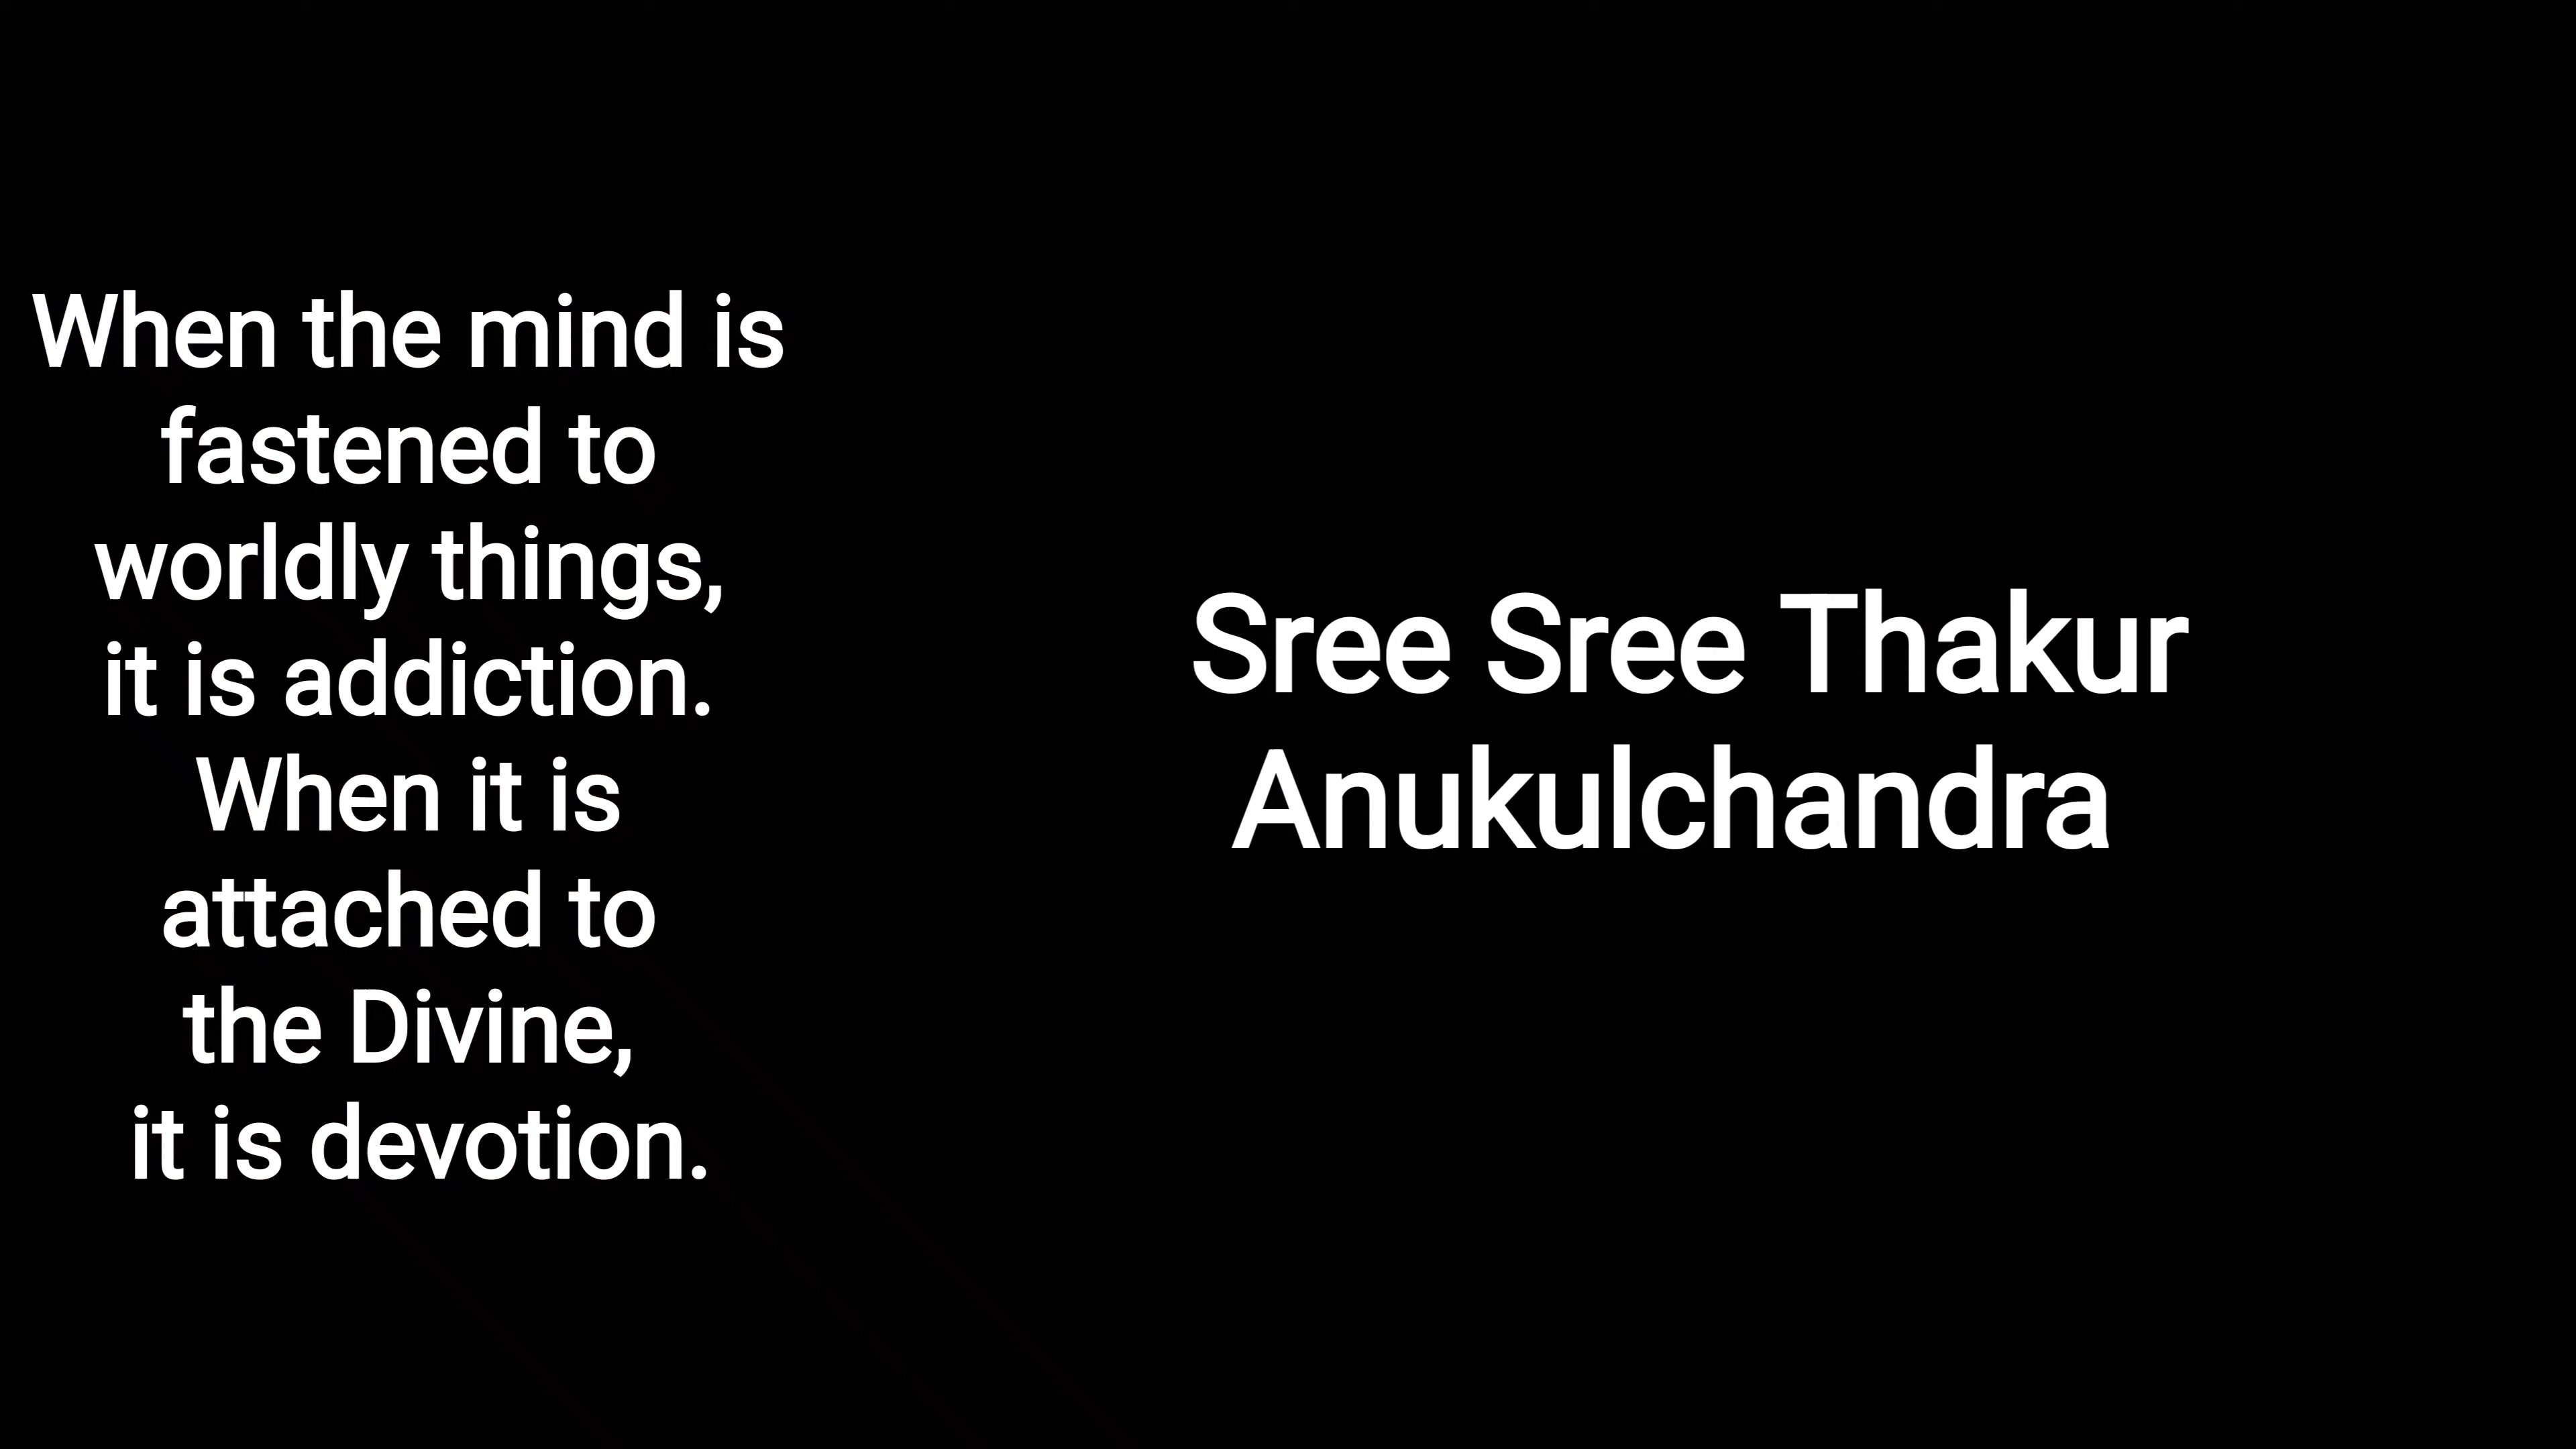 When the mind is
fastened to
worldly things,
it is addiction.
When it is
attached to
the Divine,
it is devotion.
Sree Sree Thakur
Anukulchandra